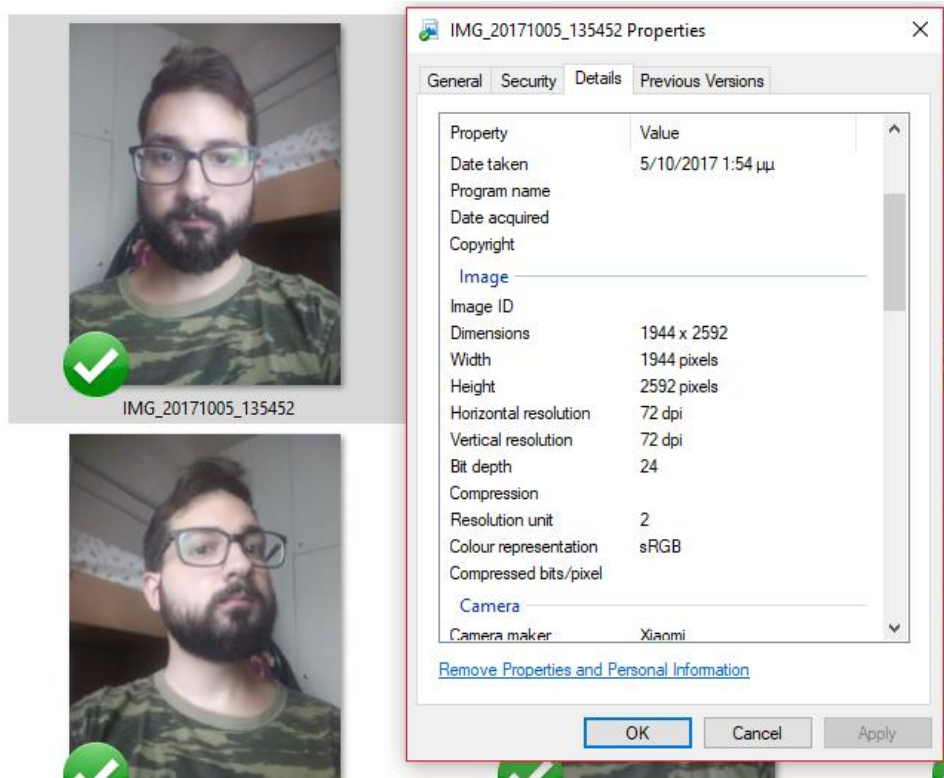 IMG_20171005_135452 Properties
General Security Details Previous Versions
Property Value
Date taken 5/10/2017 1:54 μμ
Program name
Date acquired
Copyright
Image
Image ID
Dimensions 1944 x 2592
Width 1944 pixels
Height 2592 pixels
Horizontal resolution 72 dpi
Vertical resolution 72 dpi
Bit depth 24
Compression
Resolution unit 2
Colour representation sRGB
Compressed bits/pixel
Camera
Camera maker Xiaomi
Remove Properties and Personal Information
OK Cancel Apply
IMG_20171005_135452